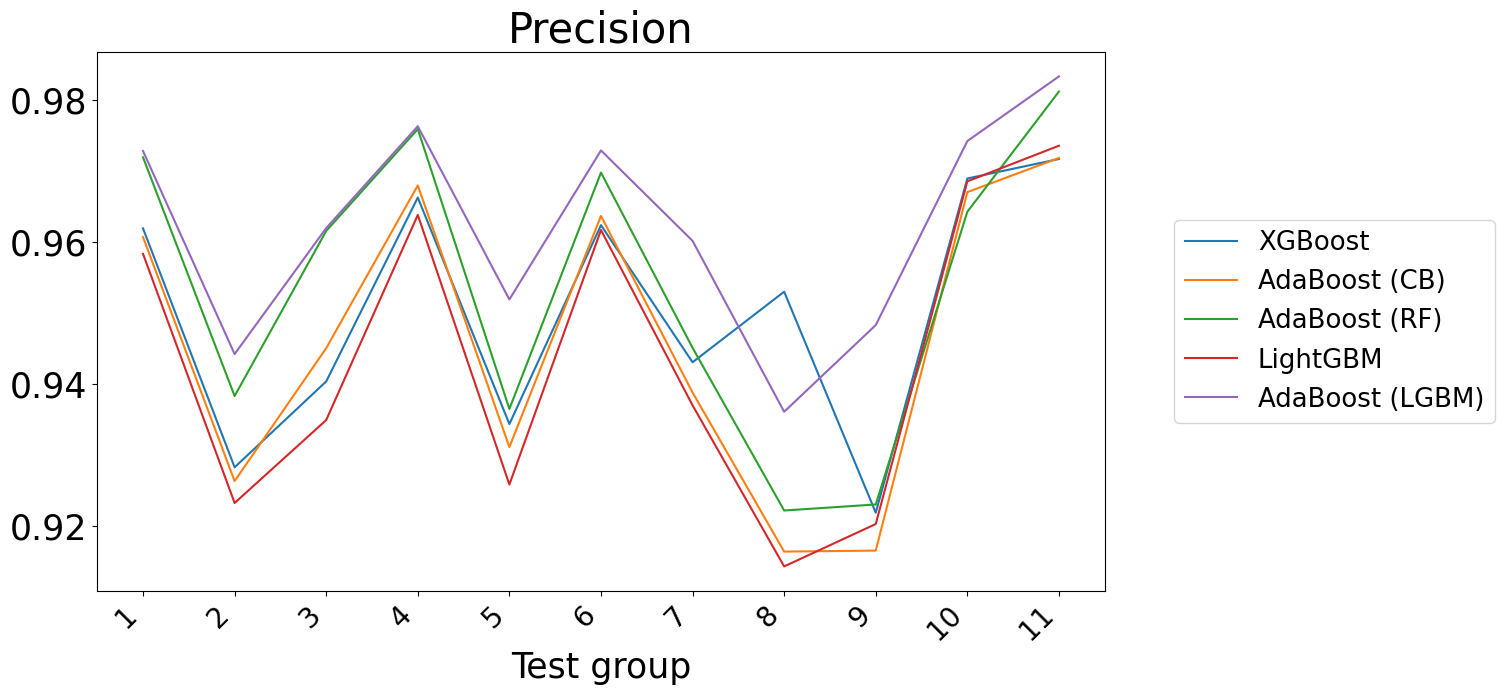 Precision
0.98
0.96
0.94
0.92
1
2
3
4
5
6
7
8
9
10
11
Test group
XGBoost
AdaBoost (CB)
AdaBoost (RF)
LightGBM
AdaBoost (LGBM)